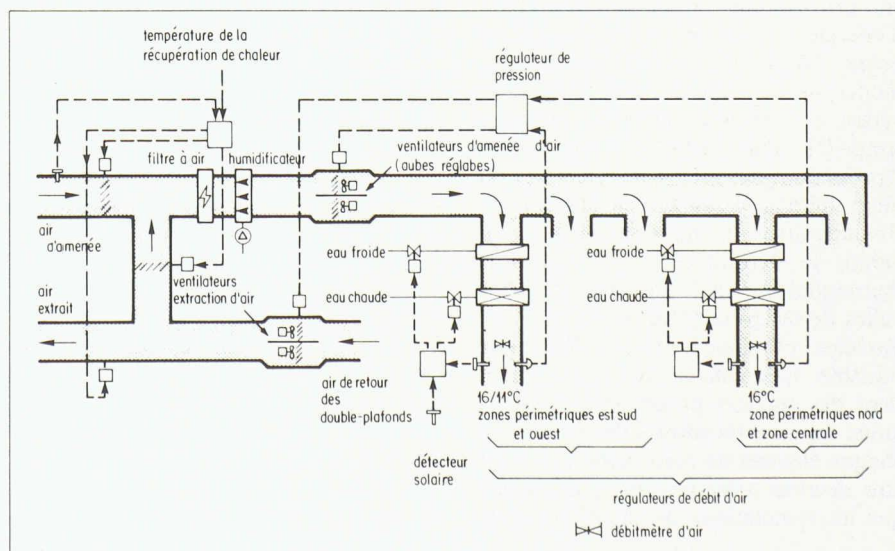 température de la
récupération de chaleur
régulateur de
pression
filtre à air
humidificateur
ventilateurs d'amenée d'air
(aubes réglabes)
air
d'amenée
ventilateurs
extraction d'air
air
extrait
eau froide
eau chaude
eau froide
eau chaude
air de retour
des
double-plafonds
détecteur
solaire
16/11°C
zones périmétriques est sud
et ouest
16°C
zone périmétriques nord
et zone centrale
régulateurs de débit d'air
débitmètre d'air